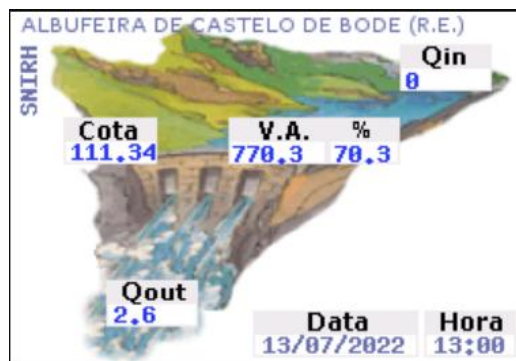 ALBUFEIRA DE CASTELO DE BODE (R.E.)
SNIRH
Qin
0
Cota V.A. %
111.34 770.3 70.3
Qout
2.6
Data Hora
13/07/2022 13:00